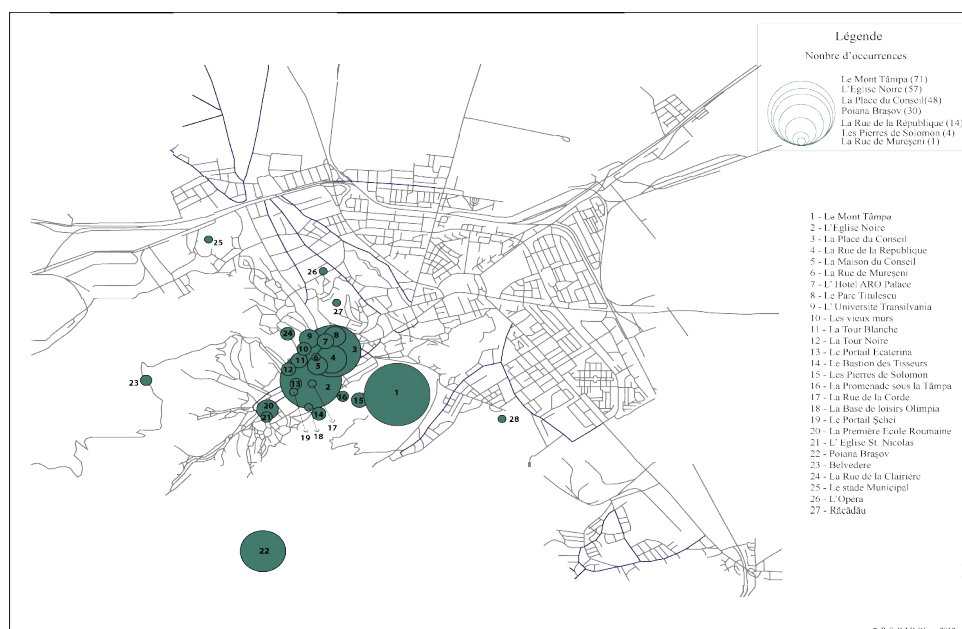 Légende
Nonbre d'occurrences
Le Mont Tâmpa (71)
L'Eglise Noire (57)
La Place du Conseil(48)
Poiana Brașov (30)
La Rue de la République (14)
Les Pierres de Solomon (4)
La Rue de Mureșeni (1)
1 - Le Mont Tâmpa
2 - L'Eglise Noire
3 - La Place du Conseil
4 - La Rue de la République
5 - La Maison du Conseil
6 - La Rue de Mureșeni
7 - L' Hotel ARO Palace
8 - Le Parc Titulescu
9 - L' Universite Transilvania
10 - Les vieux murs
11 - La Tour Blanche
12 - La Tour Noire
13 - Le Portail Ecaterina
14 - Le Bastion des Tisseurs
15 - Les Pierres de Solomon
16 - La Promenade sous la Tâmpa
17 - La Rue de la Corde
18 - La Base de loisirs Olimpia
19 - Le Portail Șchei
20 - La Première Ecole Roumaine
21 - L' Eglise St. Nicolas
22 - Poiana Brașov
23 - Belvedere
24 - La Rue de la Clairière
25 - Le stade Municipal
26 - L'Opéra
27 - Răcădău
25
26
27
24
9
8
7
10
3
6
4
11
5
12
23
13
2
1
16
15
20
14
21
28
17
18
19
22